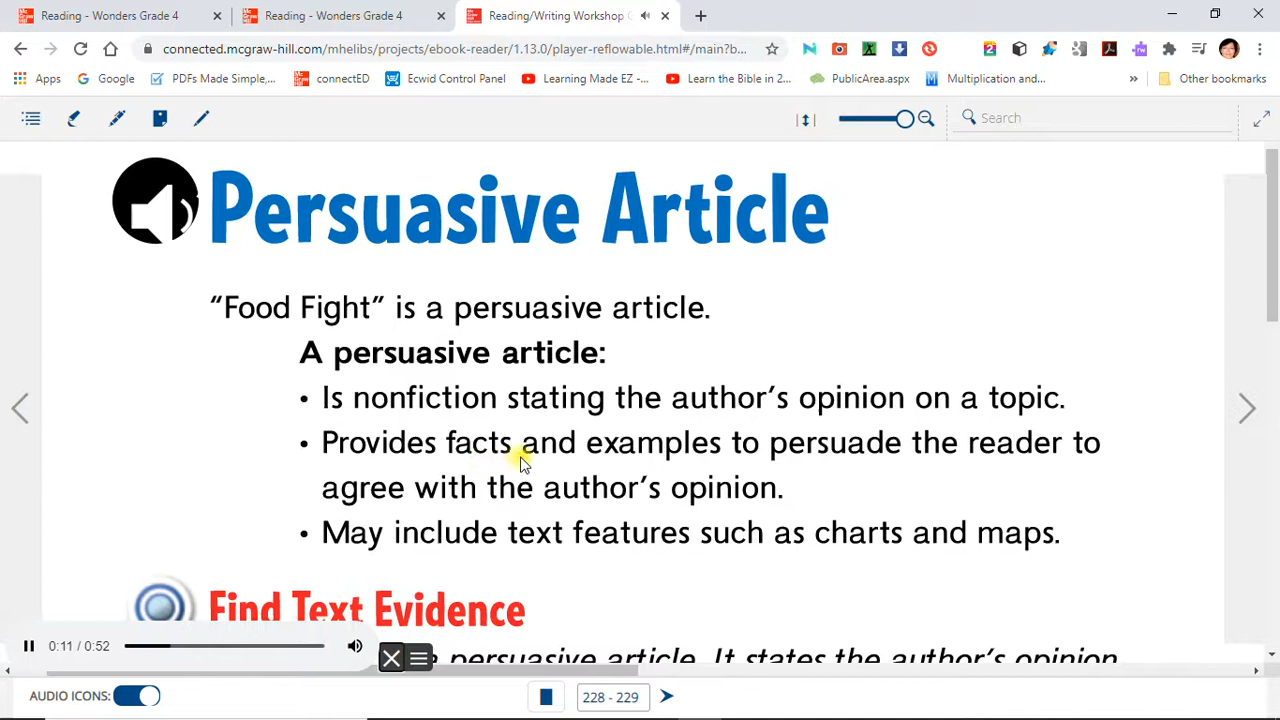 Reading - Wonders Grade 4
Reading - Wonders Grade 4
Reading/Writing Workshop G
connected.mcgraw-hill.com/mhelibs/projects/ebook-reader/1.13.0/player-reflowable.html#/main?b...
Apps
Google
PDFs Made Simple,...
connectED
Ecwid Control Panel
Learning Made EZ -...
Learn the Bible in 2...
PublicArea.aspx
Multiplication and...
»
Other bookmarks
Search
Persuasive Article
“Food Fight” is a persuasive article.
A persuasive article:
• Is nonfiction stating the author’s opinion on a topic.
• Provides facts and examples to persuade the reader to
agree with the author’s opinion.
• May include text features such as charts and maps.
Find Text Evidence
a persuasive article. It states the author’s opinion
0:11 / 0:52
AUDIO ICONS:
228 - 229